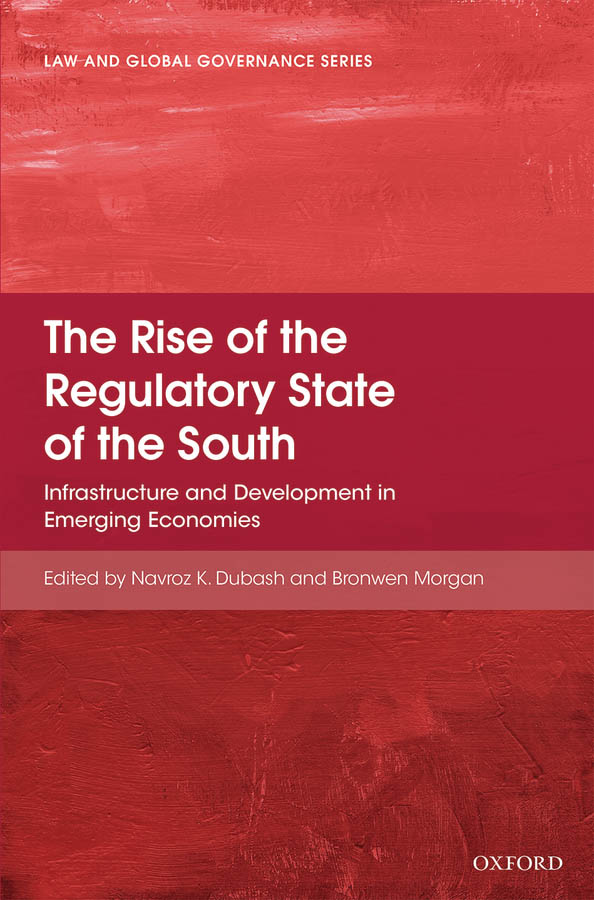 LAW AND GLOBAL GOVERNANCE SERIES
The Rise of the
Regulatory State
of the South
Infrastructure and Development in
Emerging Economies
Edited by Navroz K. Dubash and Bronwen Morgan
OXFORD